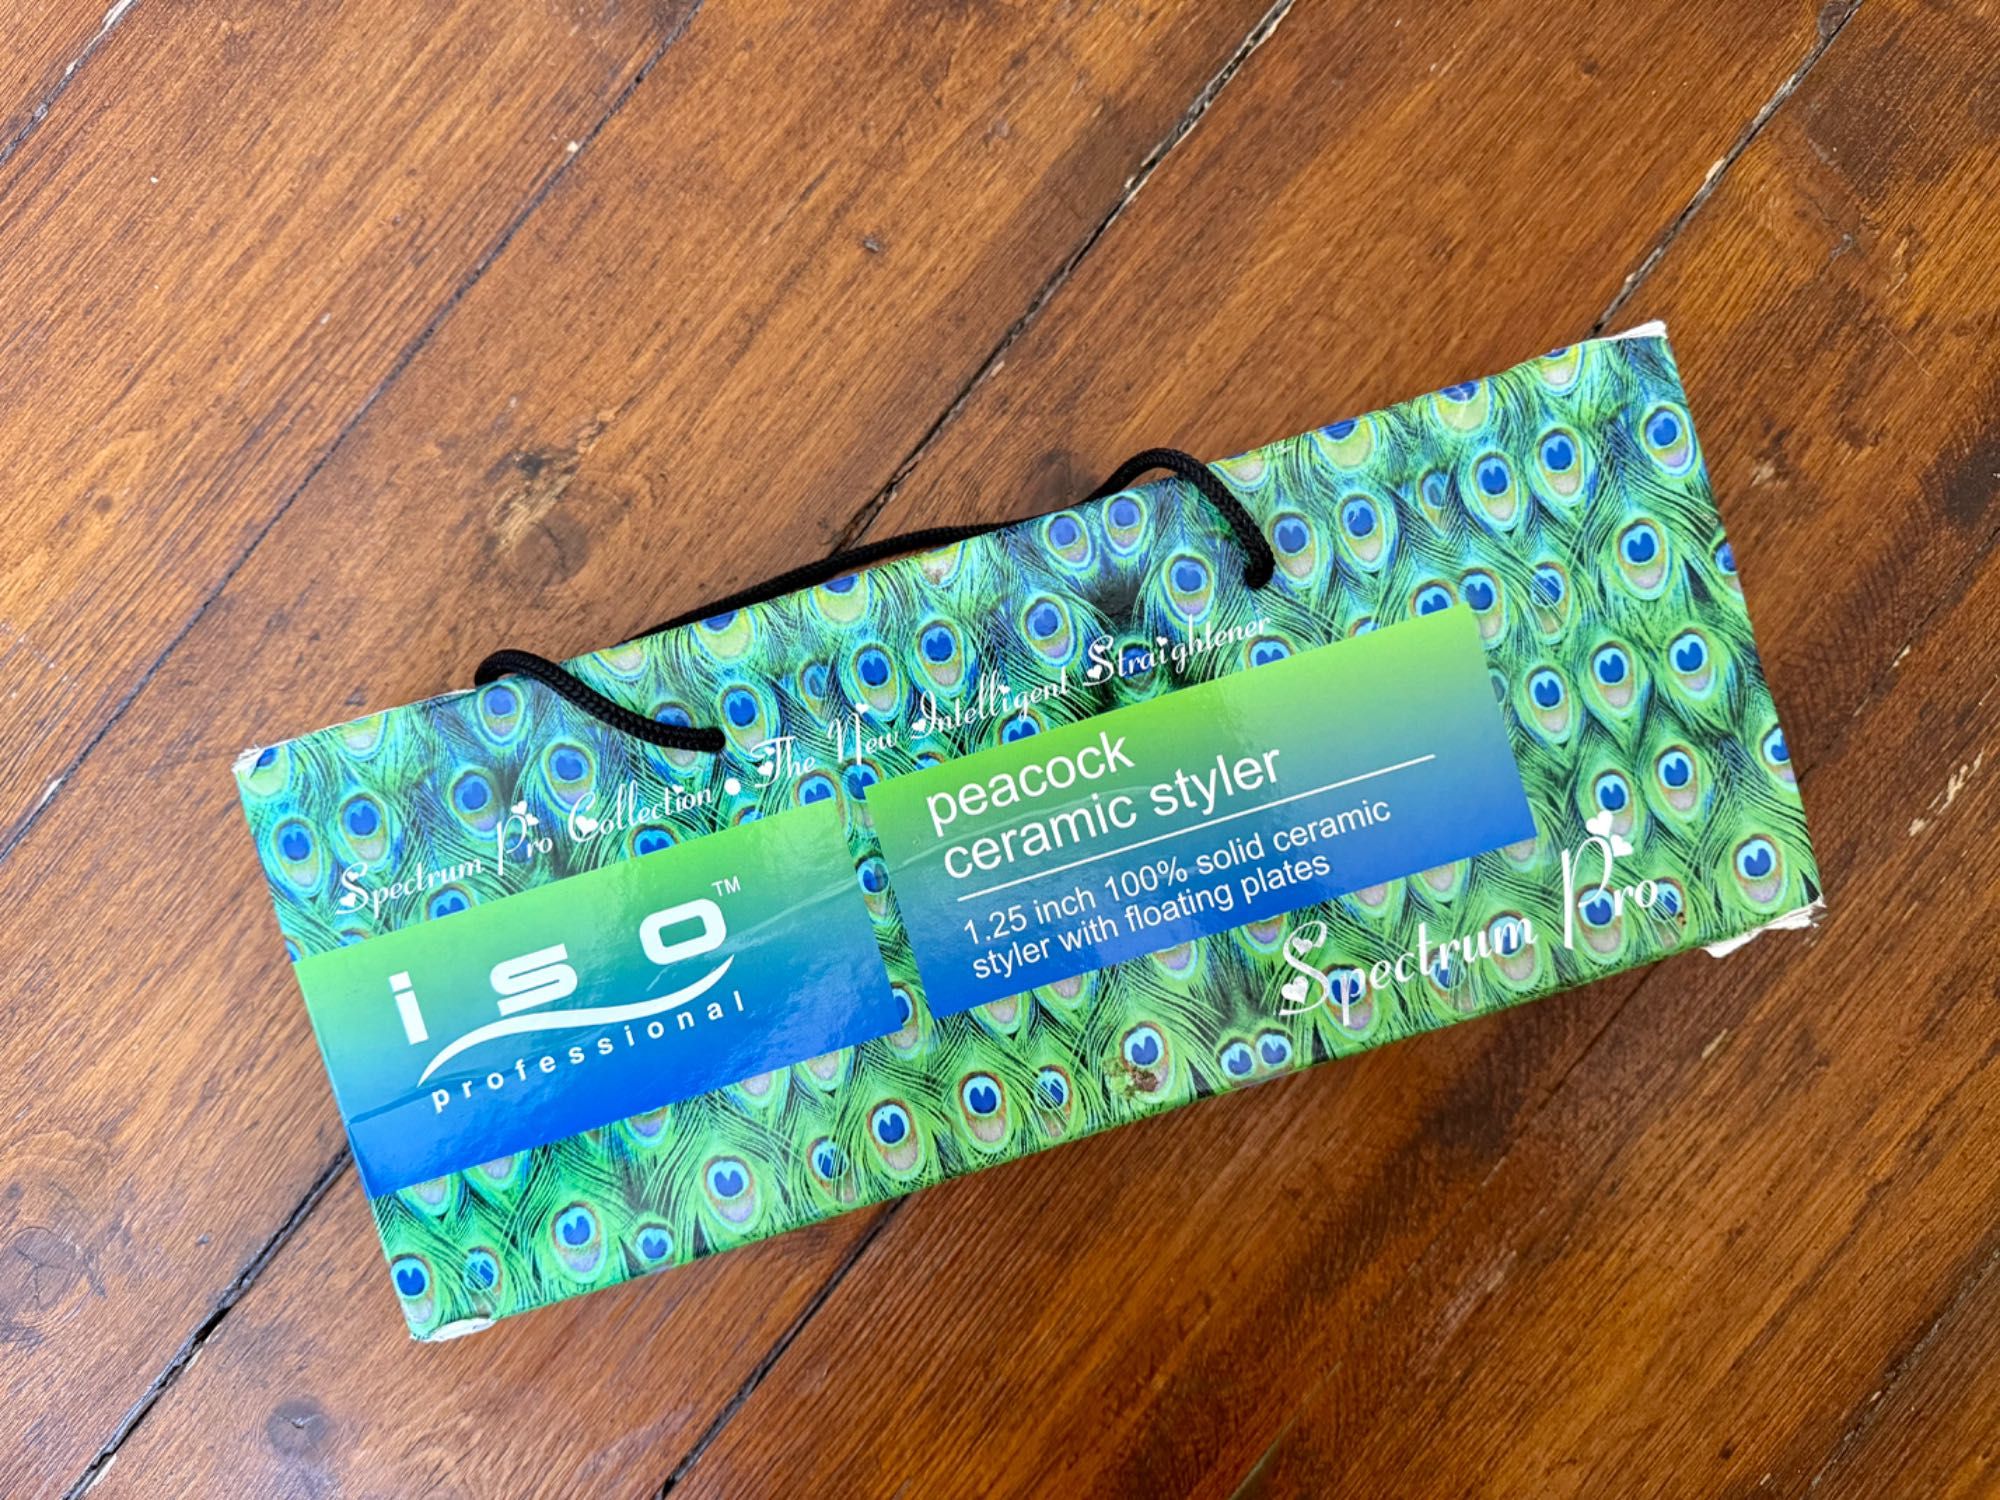 Spectrum Pro Collection • The New Intelligent Straightener
iso™
professional
peacock
ceramic styler
1.25 inch 100% solid ceramic
styler with floating plates
Spectrum Pro